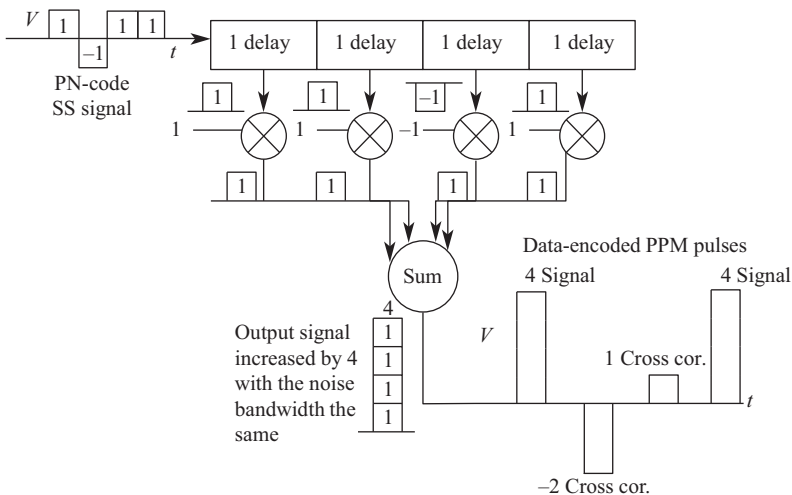 V 1 –1 1 1 t
PN-code
SS signal
1 delay 1 delay 1 delay 1 delay
1 1 –1 1
1 1 –1 1
1 1 1 1
Sum
Data-encoded PPM pulses
4 Signal 4 Signal
4
1
1
1
1
Output signal
increased by 4
with the noise
bandwidth the
same
V
1 Cross cor.
t
–2 Cross cor.